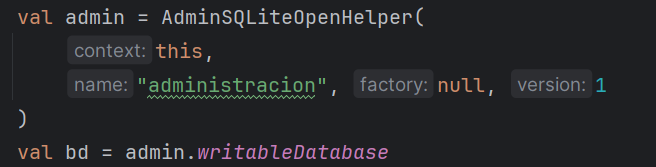 val admin = AdminSQLiteOpenHelper(
context: this,
name: "administracion", factory: null, version: 1
)
val bd = admin.writableDatabase